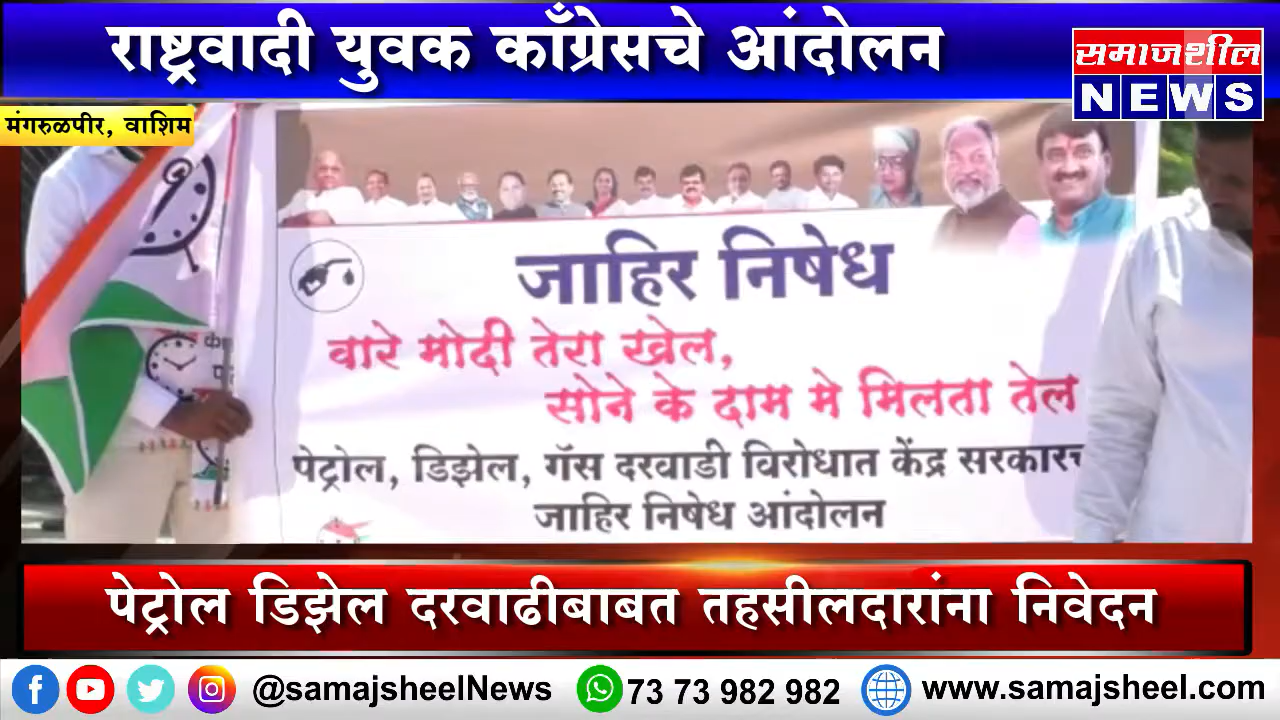 राष्ट्रवादी युवक काँग्रेसचे आंदोलन
समाजशील
NEWS
मंगरुळपीर, वाशिम
जाहिर निषेध
वारे मोदी तेरा खेल,
सोने के दाम मे मिलता तेल
पेट्रोल, डिझेल, गॅस दरवाडी विरोधात केंद्र सरकारच
जाहिर निषेध आंदोलन
पेट्रोल डिझेल दरवाढीबाबत तहसीलदारांना निवेदन
@samajsheelNews 73 73 982 982 www.samajsheel.com